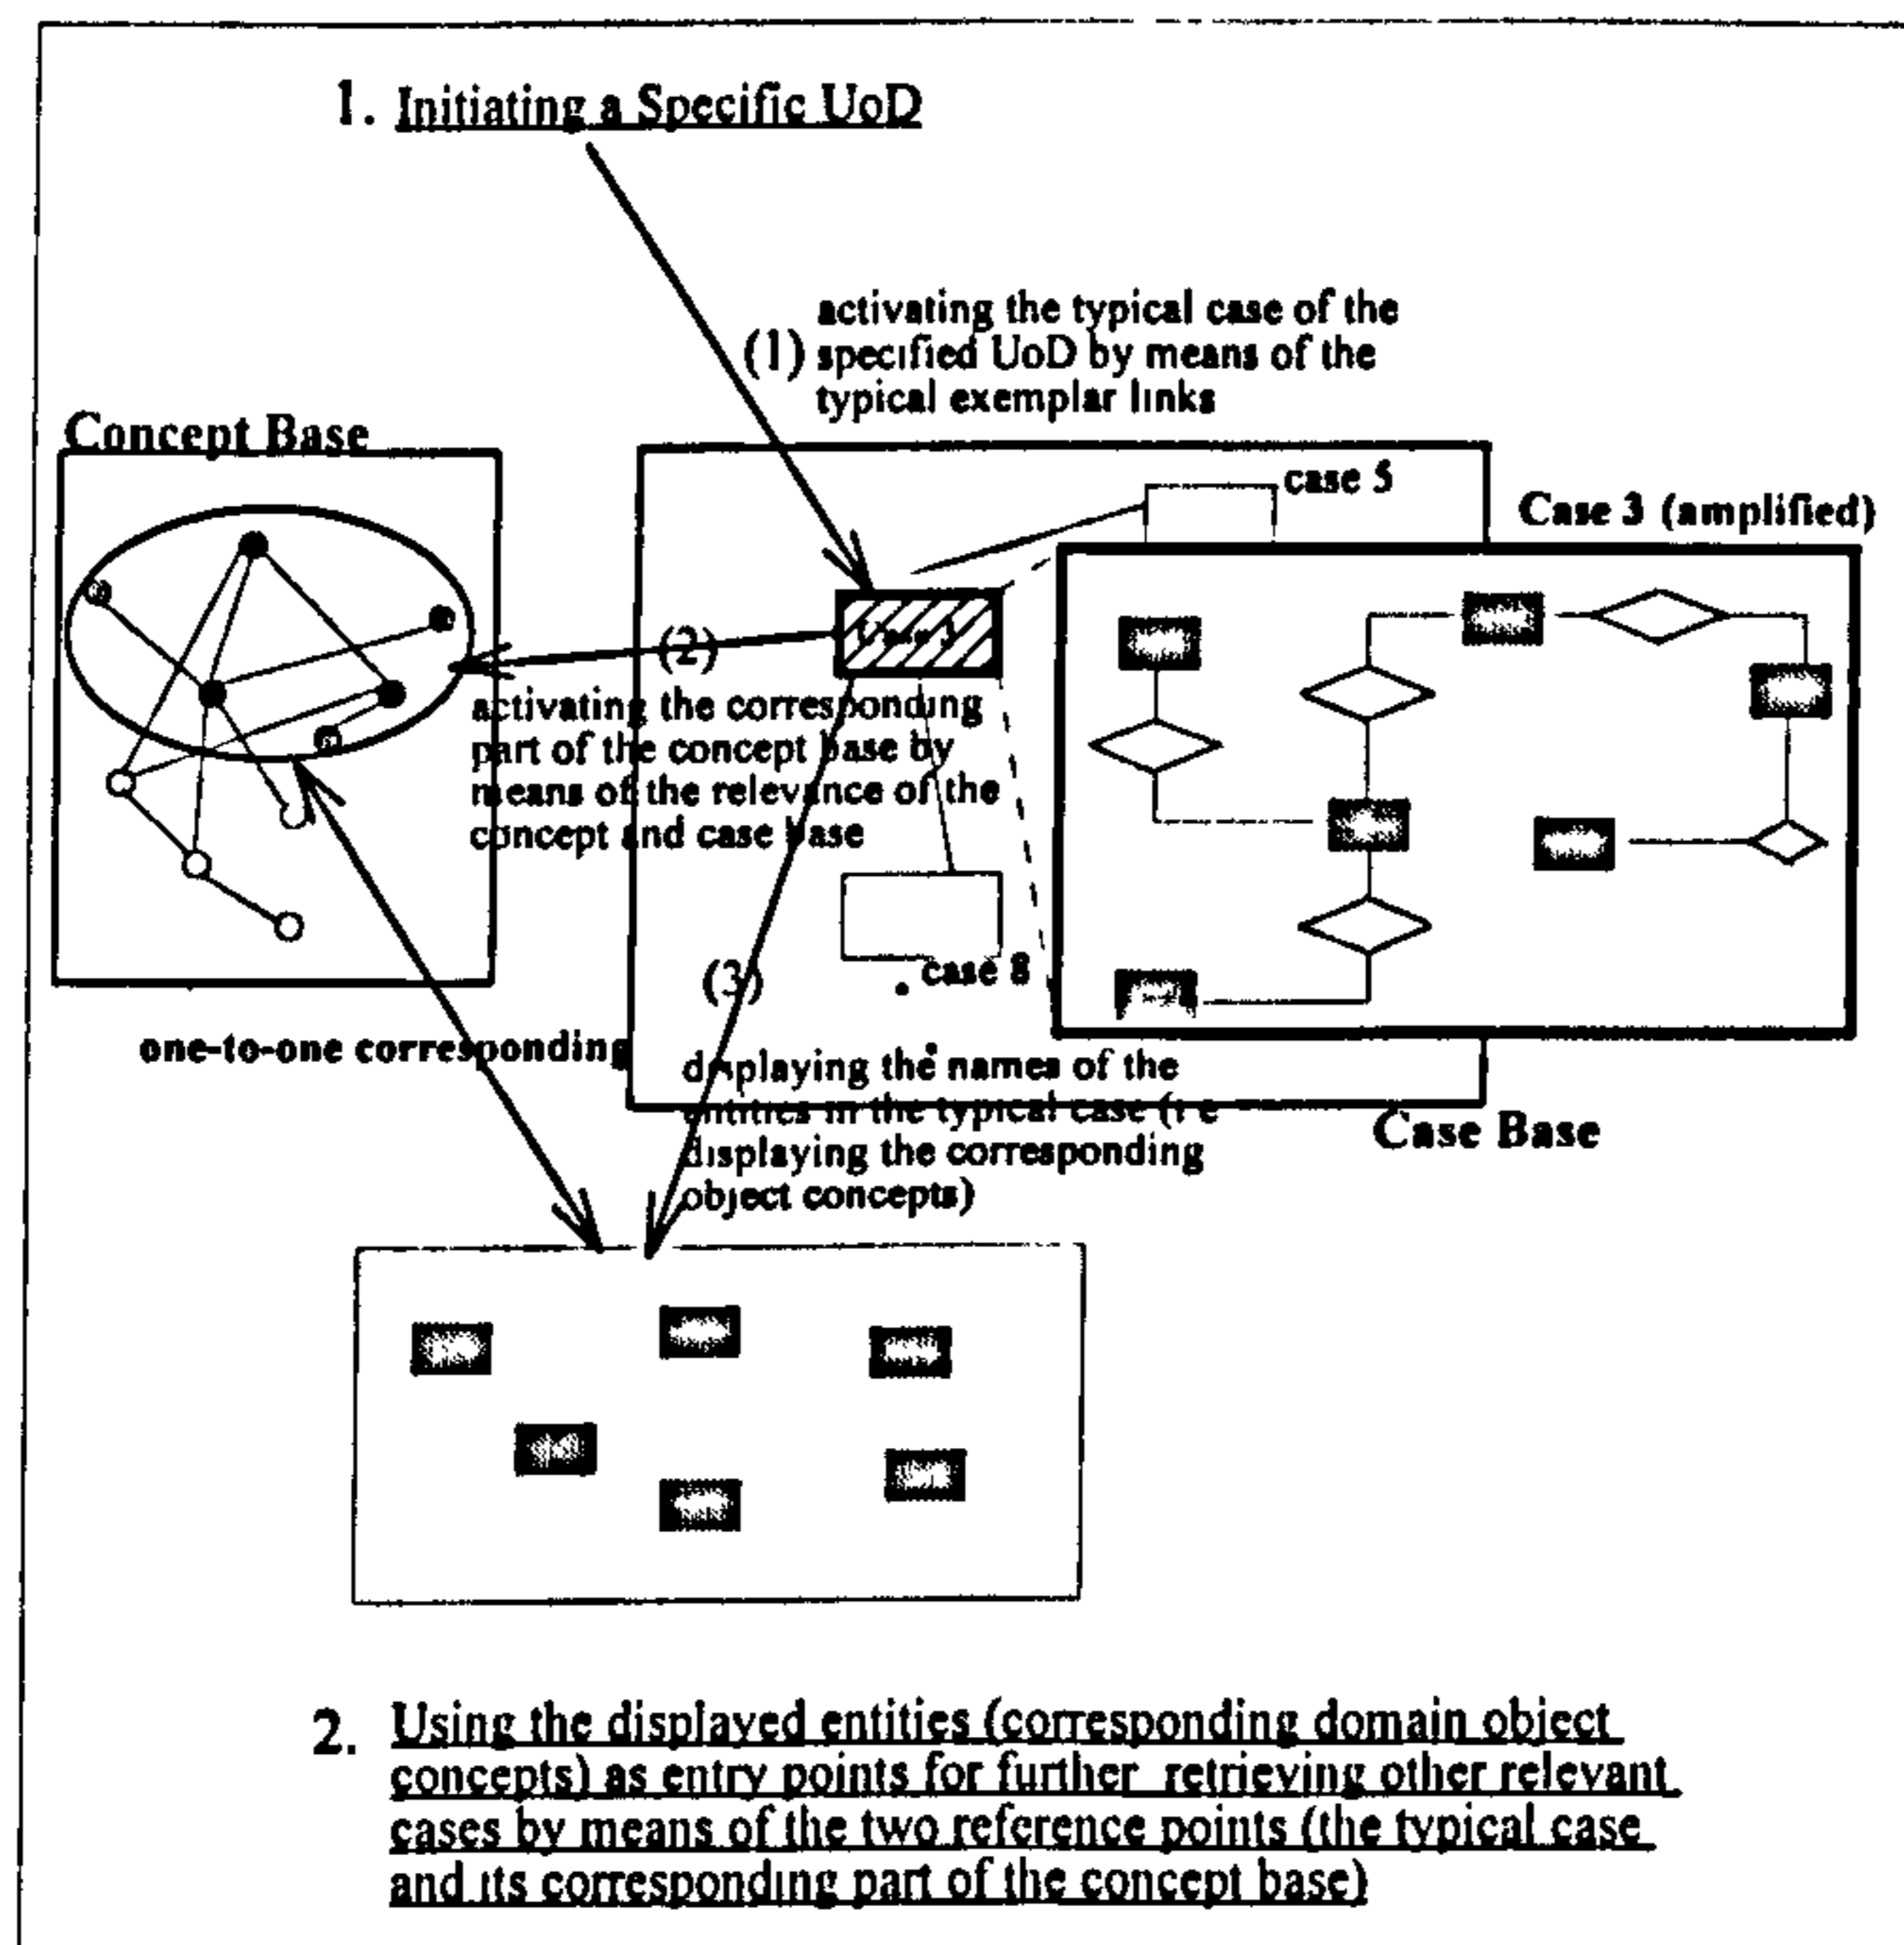 1. Initiating a Specific UoD
(1) activating the typical case of the
specified UoD by means of the
typical exemplar links
Concept Base
case 5
Case 3 (amplified)
(2)
activating the corresponding
part of the concept base by
means of the relevance of the
concept and case base
case 8
(3)
one-to-one corresponding
displaying the names of the
entities in the typical case (i e
displaying the corresponding
object concepts)
Case Base
2. Using the displayed entities (corresponding domain object
concepts) as entry points for further retrieving other relevant
cases by means of the two reference points (the typical case
and its corresponding part of the concept base)